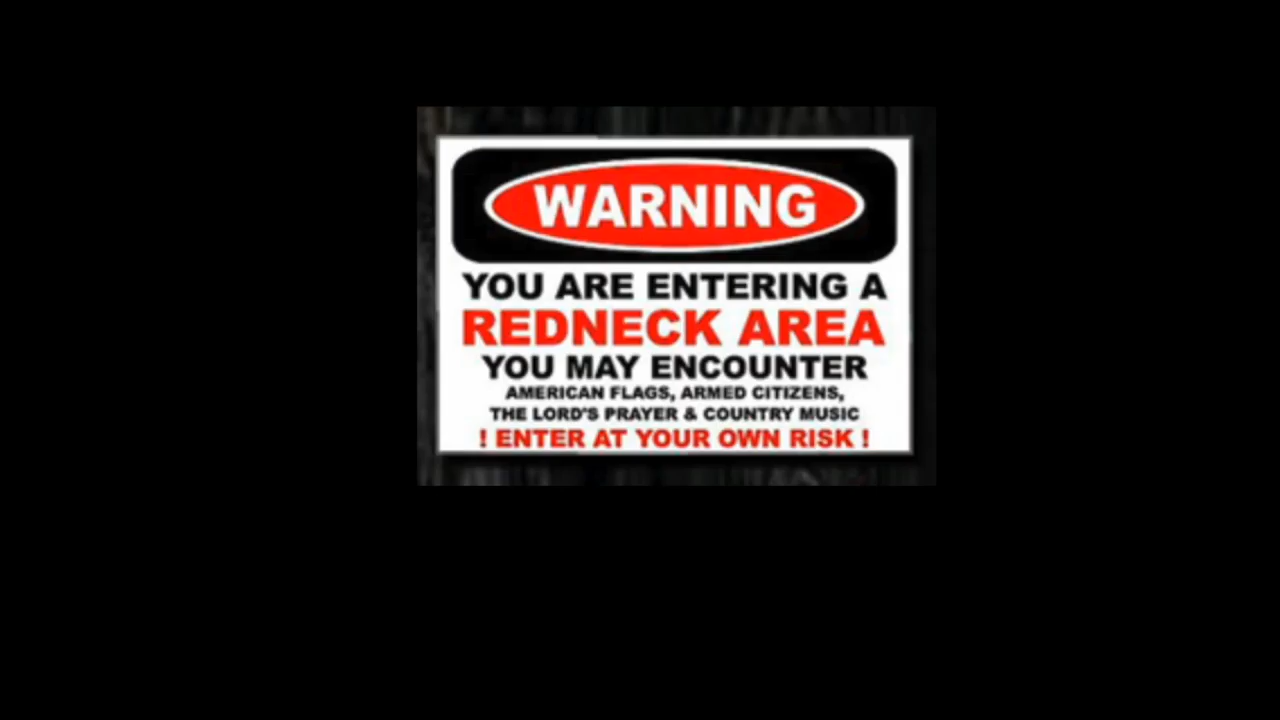 WARNING
YOU ARE ENTERING A
REDNECK AREA
YOU MAY ENCOUNTER
AMERICAN FLAGS, ARMED CITIZENS,
THE LORD'S PRAYER & COUNTRY MUSIC
! ENTER AT YOUR OWN RISK !